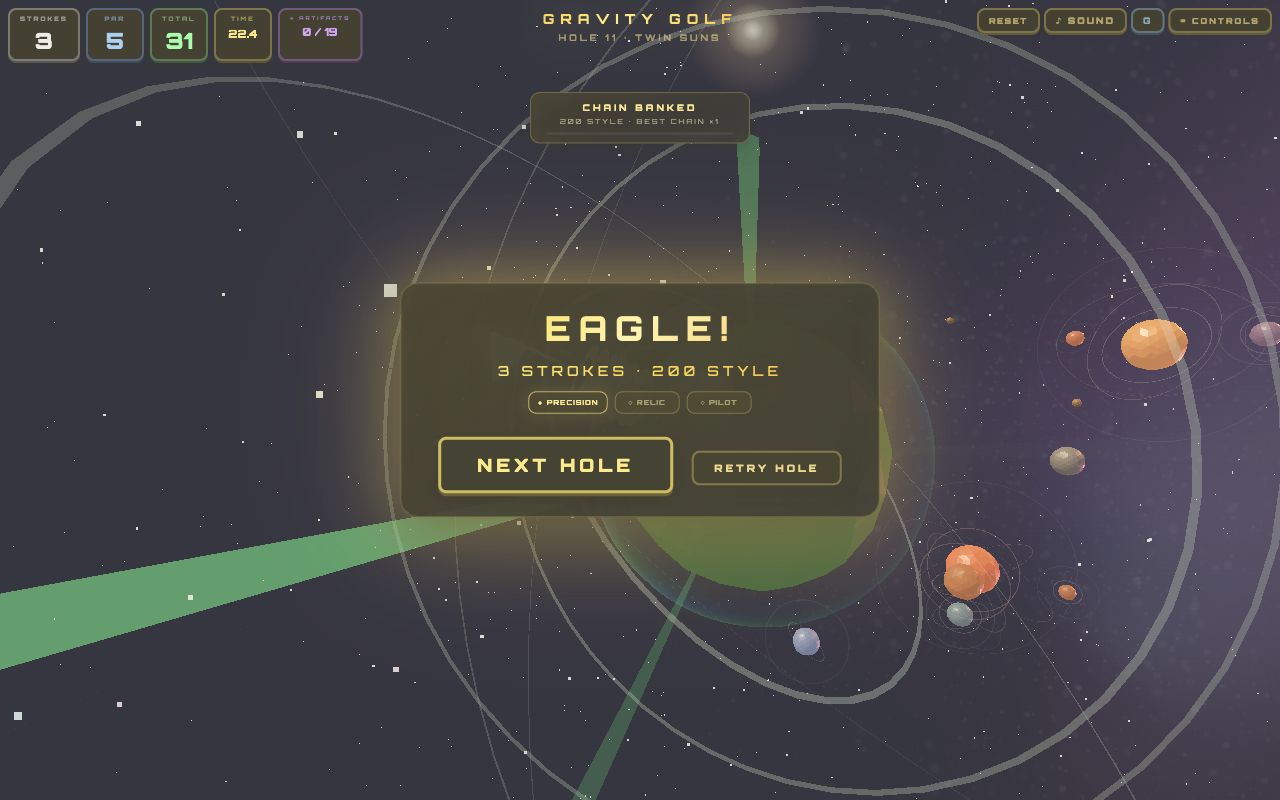 STROKES
3
PAR
5
TOTAL
31
TIME
22.4
✦ ARTIFACTS
0 / 19
GRAVITY GOLF
HOLE 11 · TWIN SUNS
RESET
♪ SOUND
G
≡ CONTROLS
CHAIN BANKED
200 STYLE · BEST CHAIN ×1
EAGLE!
3 STROKES · 200 STYLE
◆ PRECISION
◇ RELIC
◇ PILOT
NEXT HOLE
RETRY HOLE